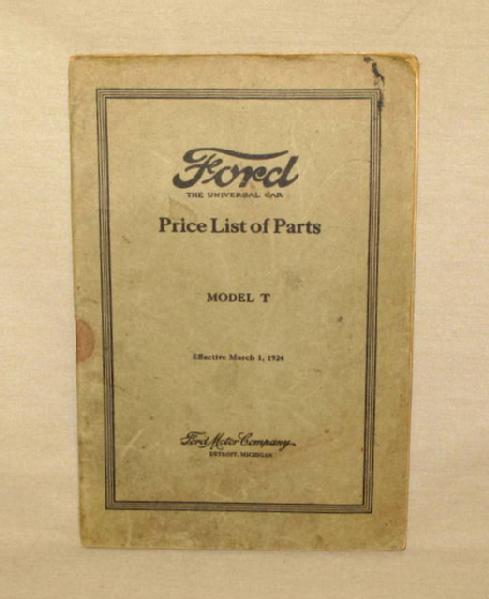 Ford
THE UNIVERSAL CAR
Price List of Parts
MODEL T
Effective March 1, 1924
Ford Motor Company
DETROIT, MICHIGAN